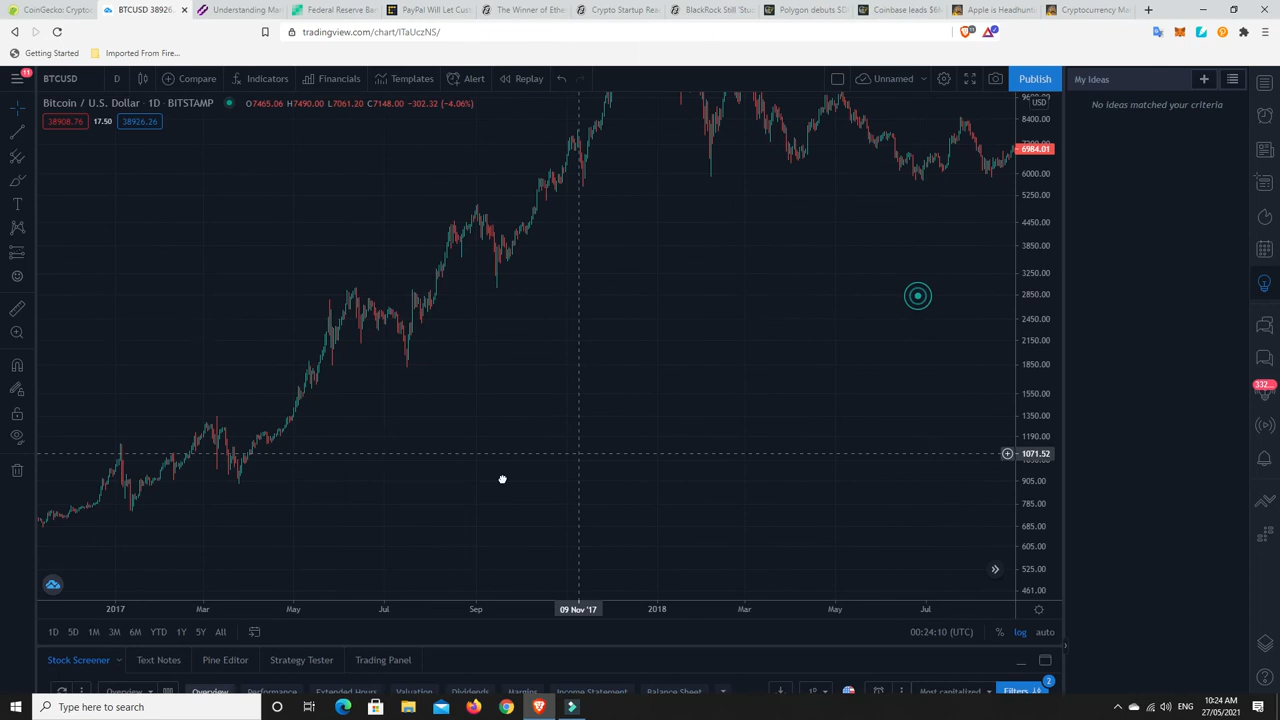 CoinGecko: Cryptoc
BTCUSD 38926.
Understanding Mar
Federal Reserve Ban
PayPal Will Let Cust
The Winner of Ethe
Crypto Startup Rea
BlackRock Still 'Stud
Polygon debuts SD
Coinbase leads $6
Apple is Headhunti
Cryptocurrency Ma
tradingview.com/chart/ITaUczNS/
Getting Started
Imported From Fire...
11
BTCUSD
D
Compare
Indicators
Financials
Templates
Alert
Replay
Unnamed
Publish
My Ideas
Bitcoin / U.S. Dollar · 1D · BITSTAMP
O7465.06 H7490.00 L7061.20 C7148.00 −302.32 (−4.06%)
38908.76
17.50
38926.26
USD
No ideas matched your criteria
8400.00
6984.01
6000.00
5250.00
4450.00
3850.00
3250.00
2850.00
2450.00
2150.00
1850.00
1550.00
1350.00
1190.00
1071.52
905.00
785.00
685.00
605.00
525.00
461.00
332...
2017
Mar
May
Jul
Sep
09 Nov '17
2018
Mar
May
Jul
1D
5D
1M
3M
6M
YTD
1Y
5Y
All
00:24:10 (UTC)
%
log
auto
Stock Screener
Text Notes
Pine Editor
Strategy Tester
Trading Panel
Overview
Overview
Performance
Extended Hours
Valuation
Dividends
Margins
Income Statement
Balance Sheet
Most capitalized
Filters
2
Type here to search
ENG
10:24 AM
27/05/2021